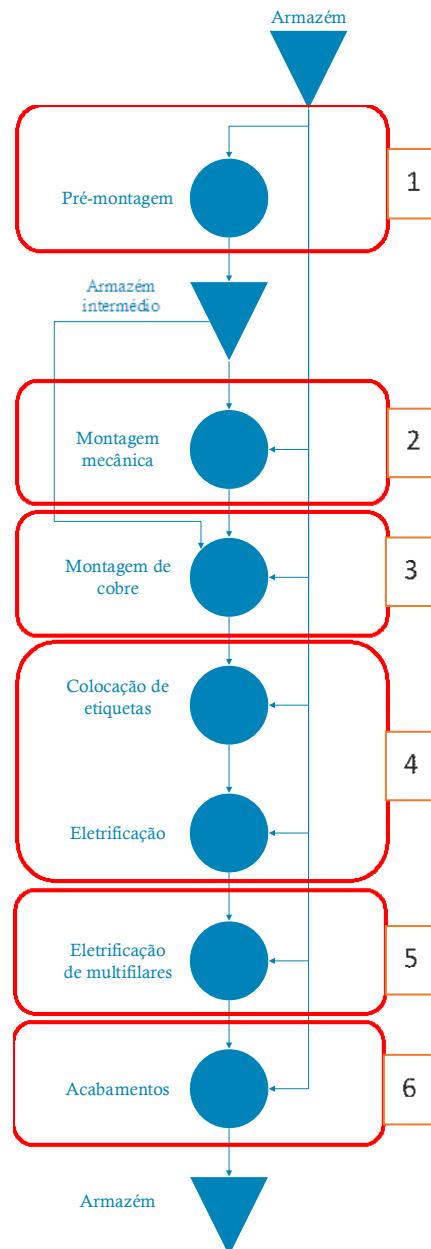 Armazém
1
Pré-montagem
Armazém
intermédio
2
Montagem
mecânica
3
Montagem de
cobre
Colocação de
etiquetas
4
Eletrificação
5
Eletrificação
de multifilares
6
Acabamentos
Armazém